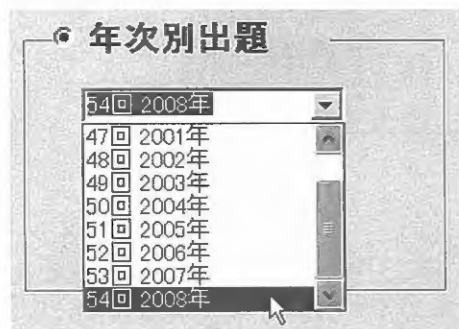 年次別出題
54回 2008年
47回 2001年
48回 2002年
49回 2003年
50回 2004年
51回 2005年
52回 2006年
53回 2007年
54回 2008年